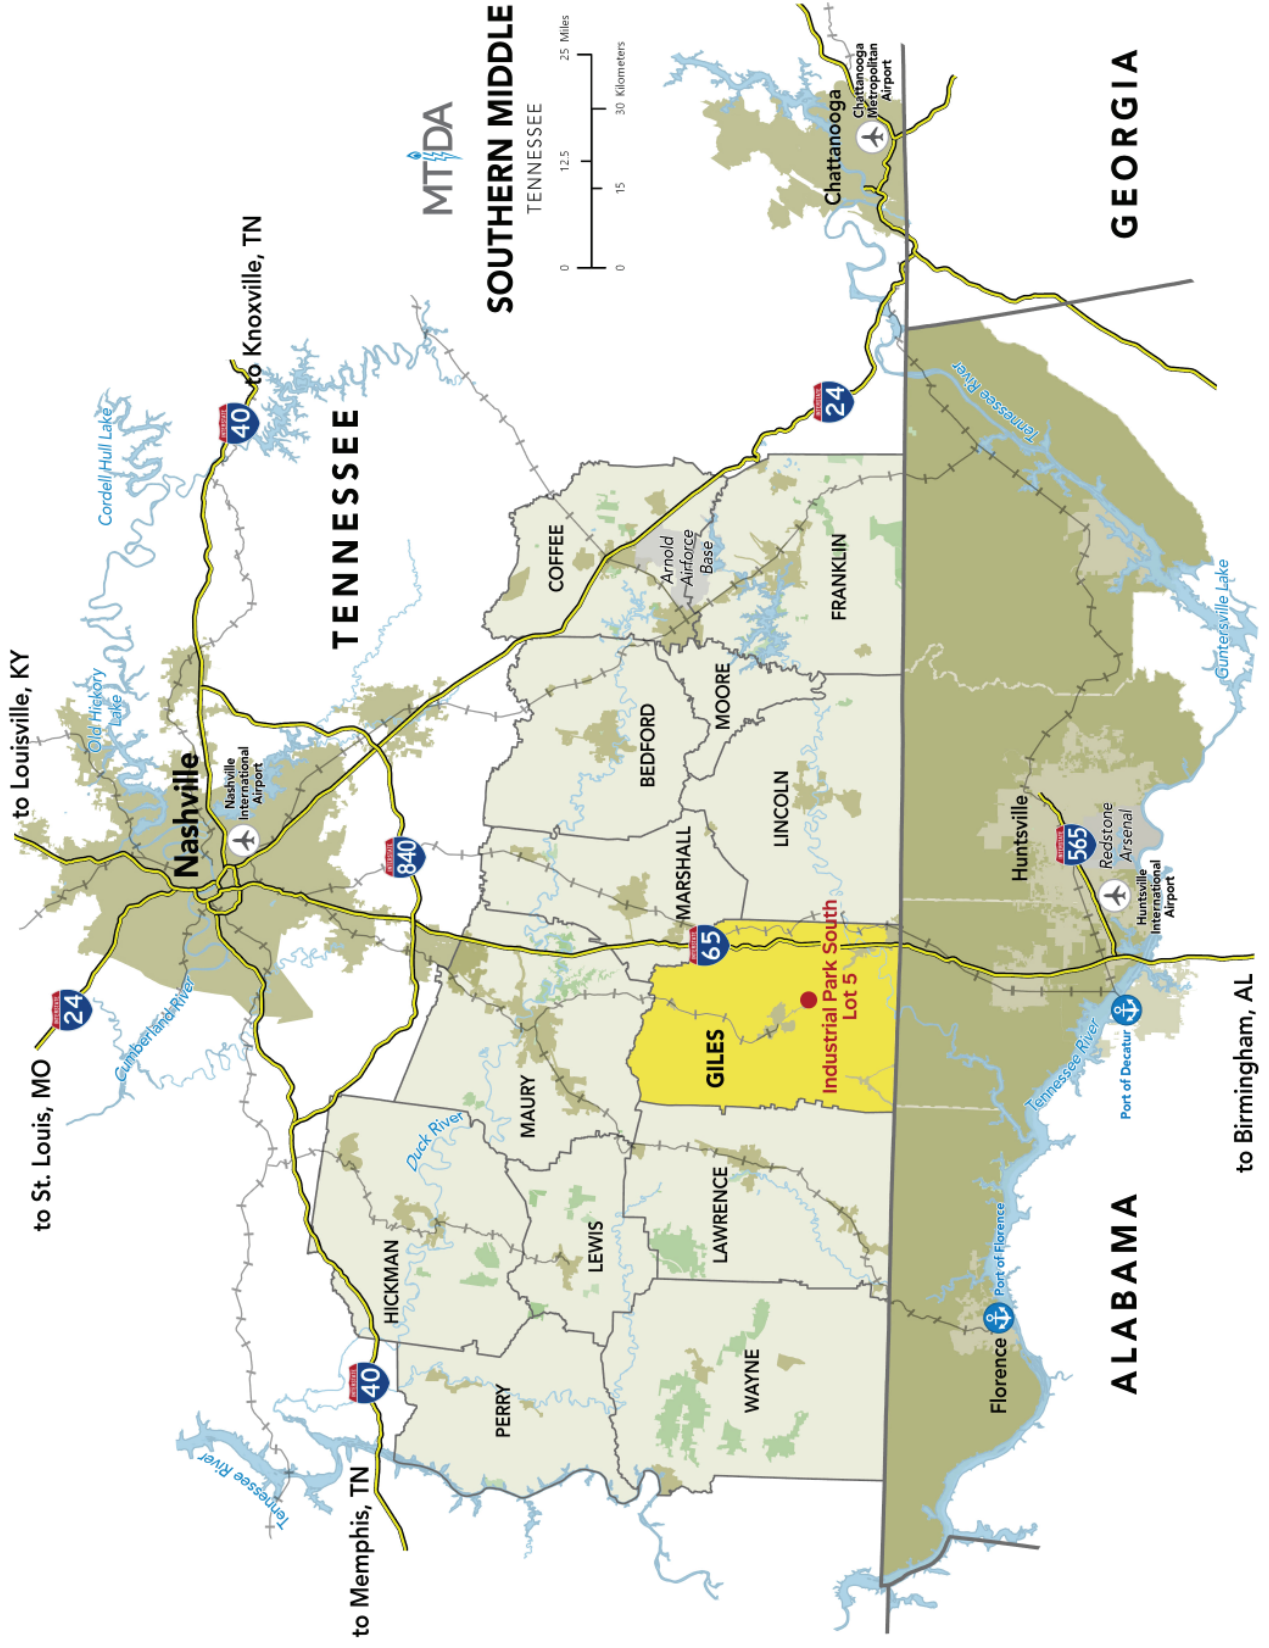 to Louisville, KY
to St. Louis, MO
24
Cumberland River
Nashville
Nashville
International
Airport
Old Hickory
Lake
Cordell Hull Lake
40
to Knoxville, TN
TENNESSEE
MTIDA
SOUTHERN MIDDLE
TENNESSEE
0
12.5
25 Miles
0
15
30 Kilometers
840
40
to Memphis, TN
Tennessee River
HICKMAN
Duck River
PERRY
LEWIS
MAURY
WAYNE
LAWRENCE
GILES
Industrial Park South
Lot 5
65
MARSHALL
BEDFORD
LINCOLN
MOORE
COFFEE
Arnold
Airforce
Base
FRANKLIN
24
Chattanooga
Chattanooga
Metropolitan
Airport
GEORGIA
Tennessee River
Guntersville Lake
Huntsville
565
Redstone
Arsenal
Huntsville
International
Airport
Port of Decatur
Tennessee River
Port of Florence
Florence
ALABAMA
to Birmingham, AL